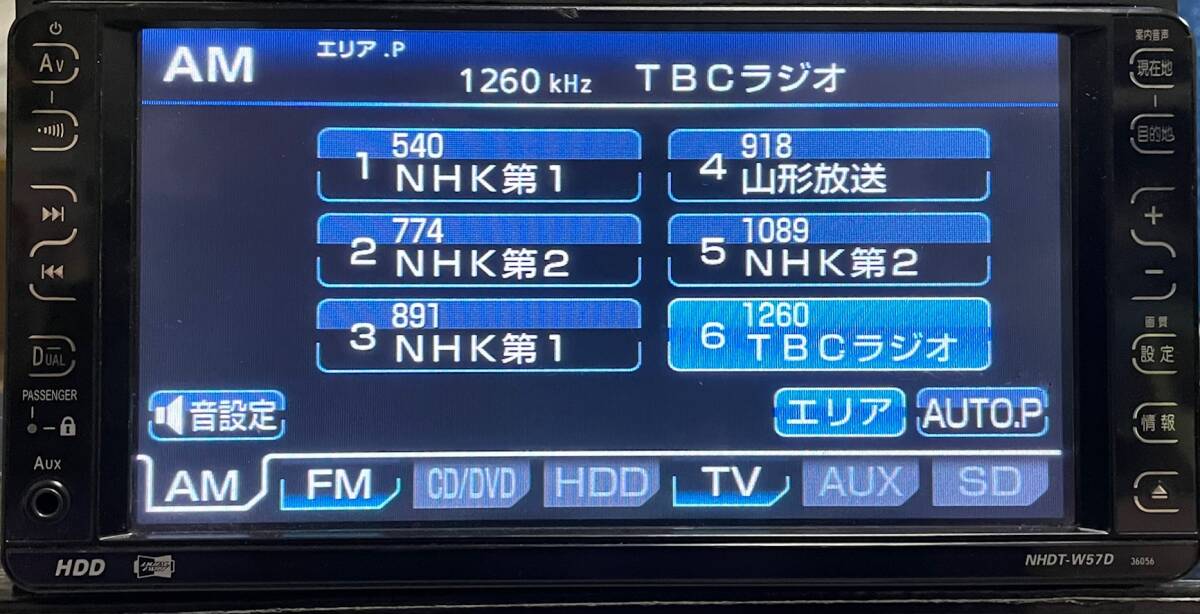 AM
エリア.P
1260 kHz TBCラジオ
540
1 NHK第1
774
2 NHK第2
891
3 NHK第1
918
4 山形放送
1089
5 NHK第2
1260
6 TBCラジオ
音設定
エリア
AUTO.P
AM
FM
CD/DVD
HDD
TV
AUX
SD
AV
DUAL
PASSENGER
AUX
案内音声
現在地
目的地
+
-
画質
設定
情報
HDD
NHDT-W57D 36056